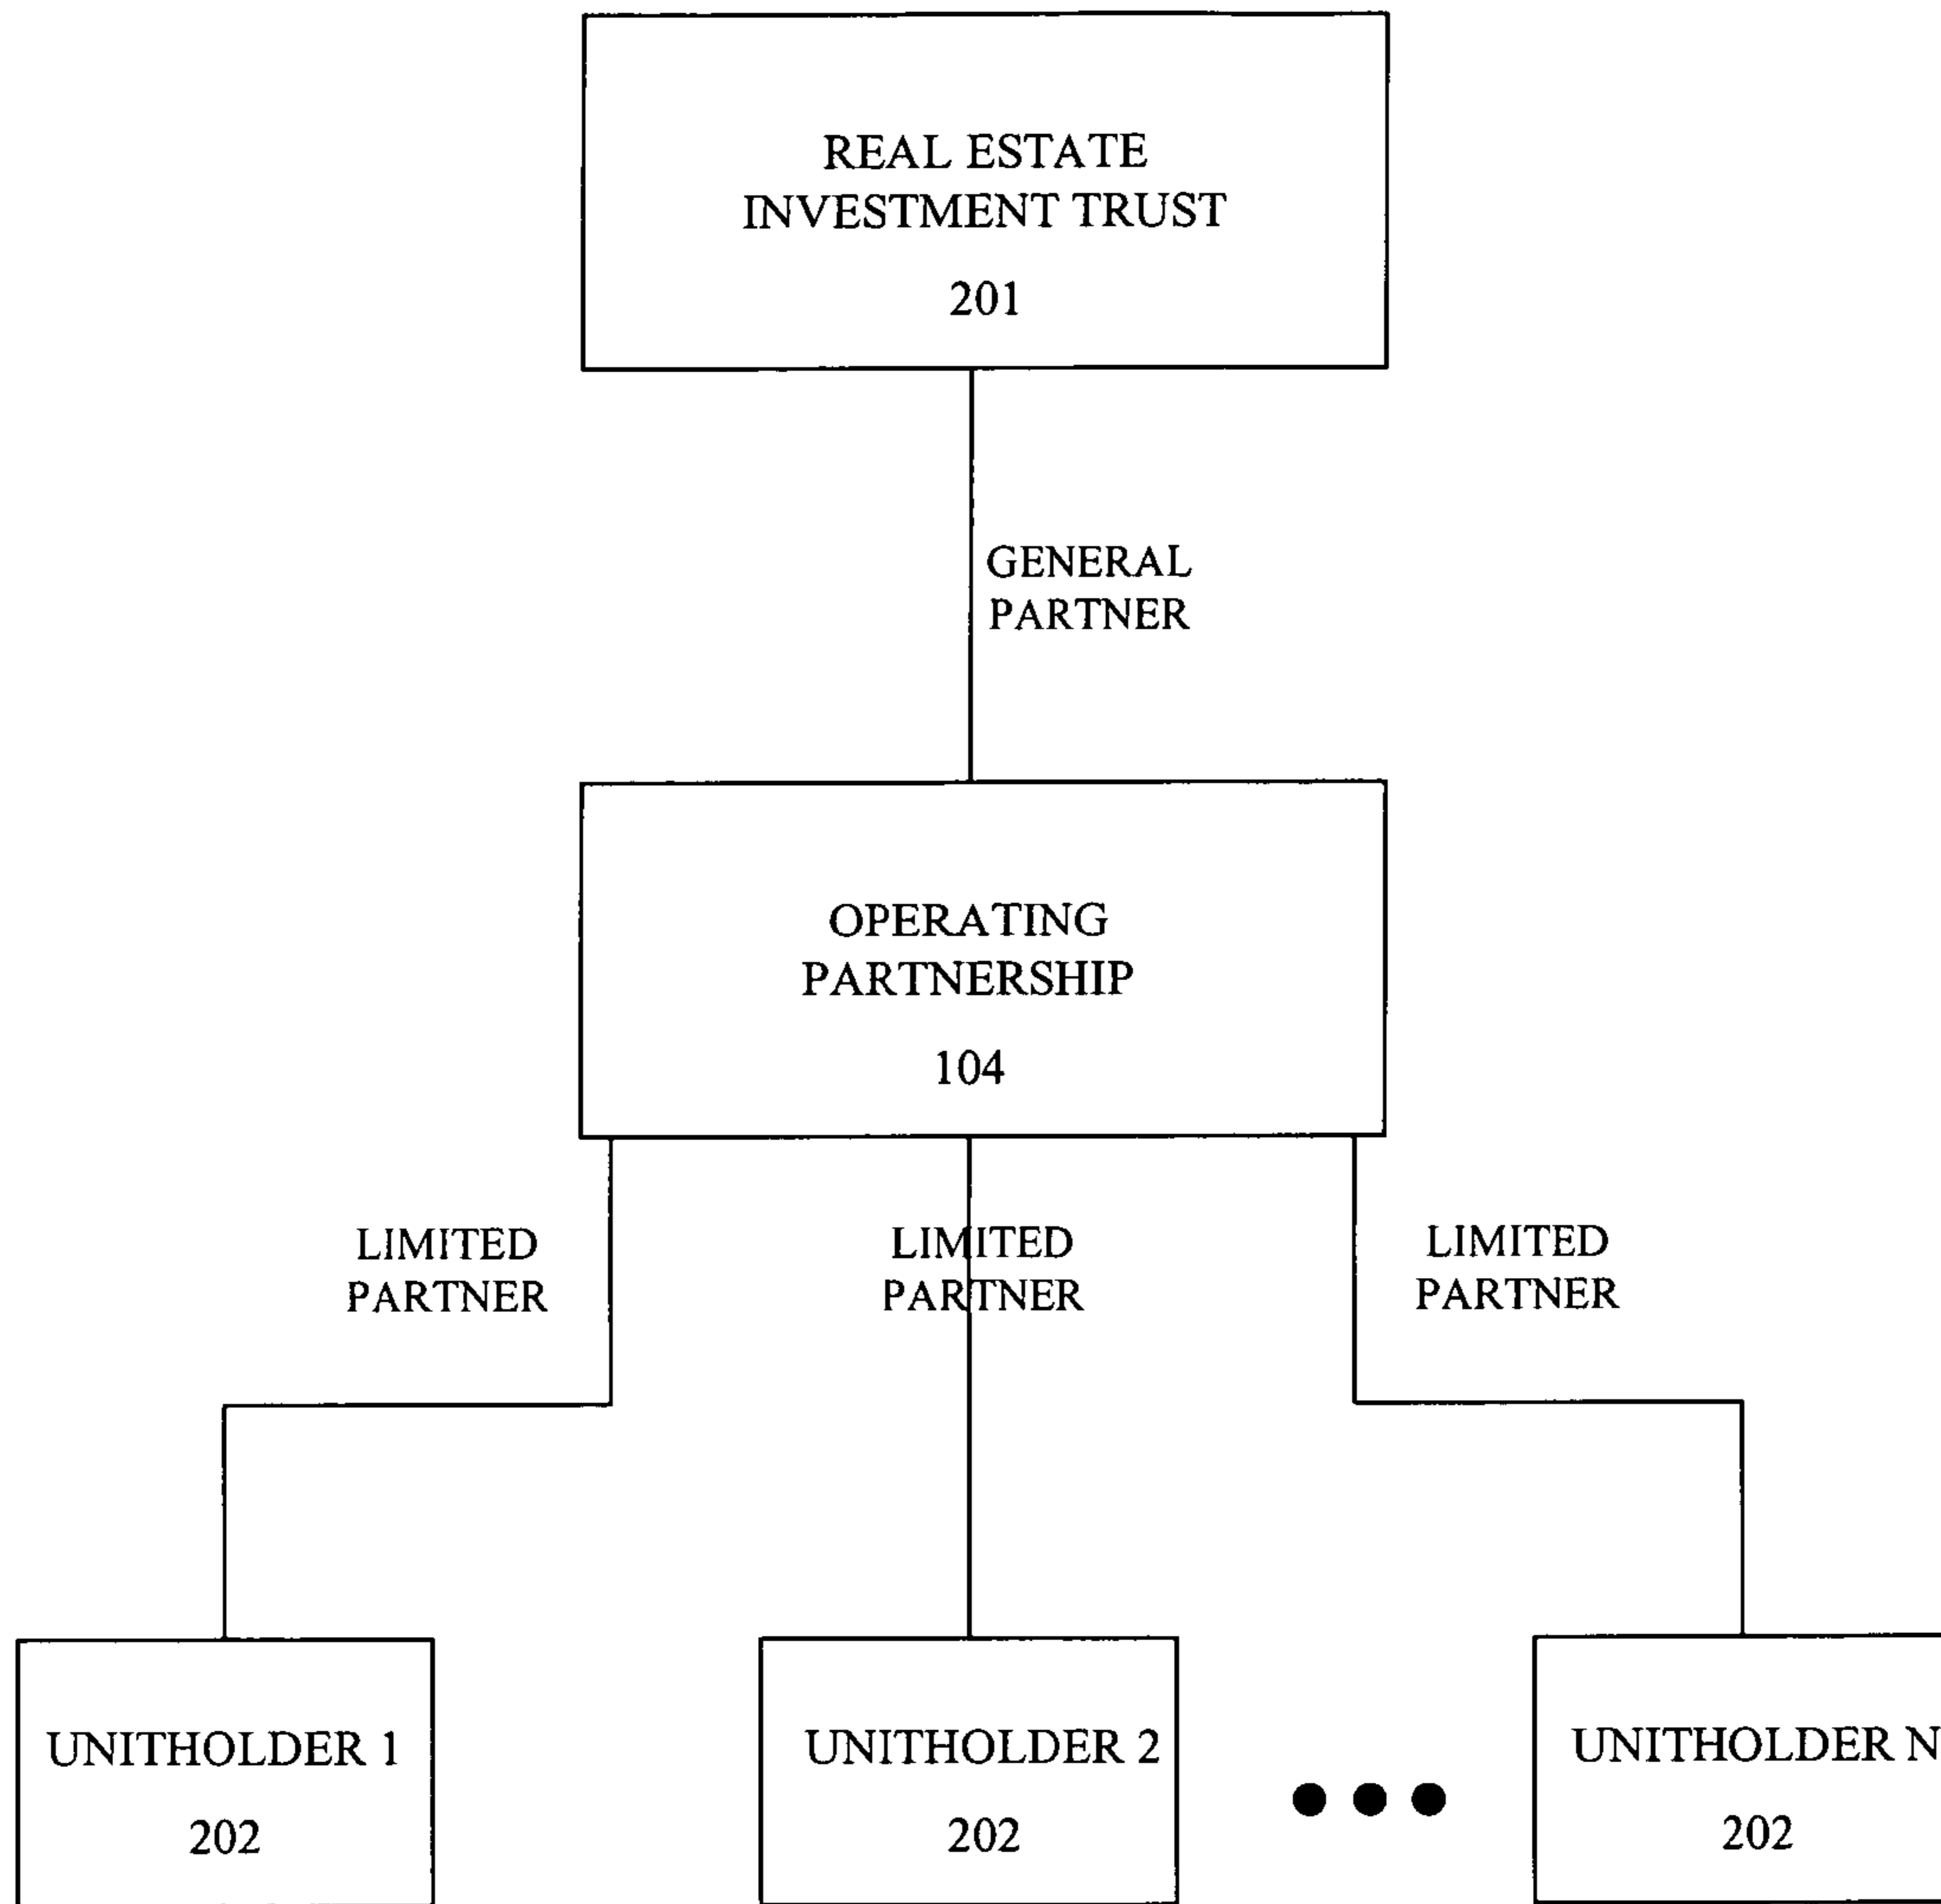 REAL ESTATE
INVESTMENT TRUST
201
GENERAL
PARTNER
OPERATING
PARTNERSHIP
104
LIMITED
PARTNER
LIMITED
PARTNER
LIMITED
PARTNER
UNITHOLDER 1
202
UNITHOLDER 2
202
UNITHOLDER N
202